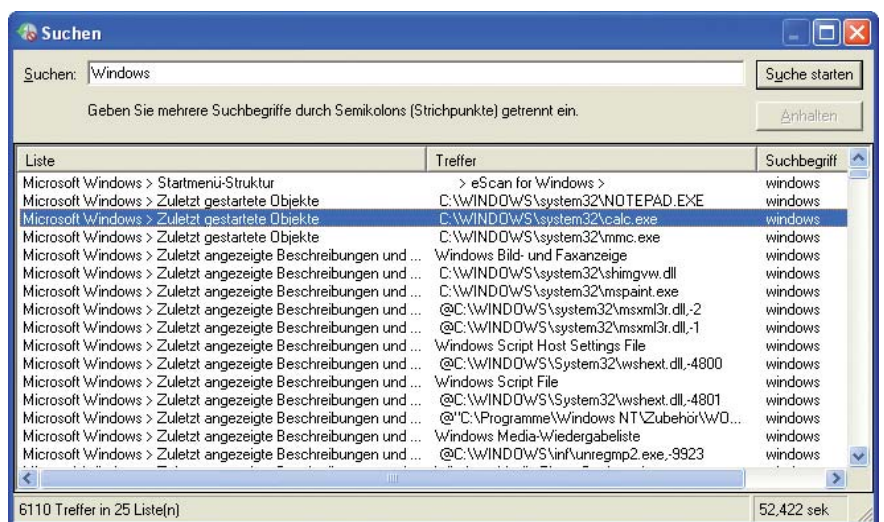 Suchen
Suchen: Windows Suche starten
Geben Sie mehrere Suchbegriffe durch Semikolons (Strichpunkte) getrennt ein. Anhalten
Liste Treffer Suchbegriff
Microsoft Windows > Startmenü-Struktur > eScan for Windows > windows
Microsoft Windows > Zuletzt gestartete Objekte C:\WINDOWS\system32\NOTEPAD.EXE windows
Microsoft Windows > Zuletzt gestartete Objekte C:\WINDOWS\system32\calc.exe windows
Microsoft Windows > Zuletzt gestartete Objekte C:\WINDOWS\system32\mmc.exe windows
Microsoft Windows > Zuletzt angezeigte Beschreibungen und ... Windows Bild- und Faxanzeige windows
Microsoft Windows > Zuletzt angezeigte Beschreibungen und ... C:\WINDOWS\system32\shimgvw.dll windows
Microsoft Windows > Zuletzt angezeigte Beschreibungen und ... C:\WINDOWS\system32\mspaint.exe windows
Microsoft Windows > Zuletzt angezeigte Beschreibungen und ... @C:\WINDOWS\system32\msxml3r.dll,-2 windows
Microsoft Windows > Zuletzt angezeigte Beschreibungen und ... @C:\WINDOWS\system32\msxml3r.dll,-1 windows
Microsoft Windows > Zuletzt angezeigte Beschreibungen und ... Windows Script Host Settings File windows
Microsoft Windows > Zuletzt angezeigte Beschreibungen und ... @C:\WINDOWS\System32\wshext.dll,-4800 windows
Microsoft Windows > Zuletzt angezeigte Beschreibungen und ... Windows Script File windows
Microsoft Windows > Zuletzt angezeigte Beschreibungen und ... @C:\WINDOWS\System32\wshext.dll,-4801 windows
Microsoft Windows > Zuletzt angezeigte Beschreibungen und ... @"C:\Programme\Windows NT\Zubehör\WO... windows
Microsoft Windows > Zuletzt angezeigte Beschreibungen und ... Windows Media-Wiedergabeliste windows
Microsoft Windows > Zuletzt angezeigte Beschreibungen und ... @C:\WINDOWS\inf\unregmp2.exe,-9923 windows
6110 Treffer in 25 Liste(n) 52,422 sek